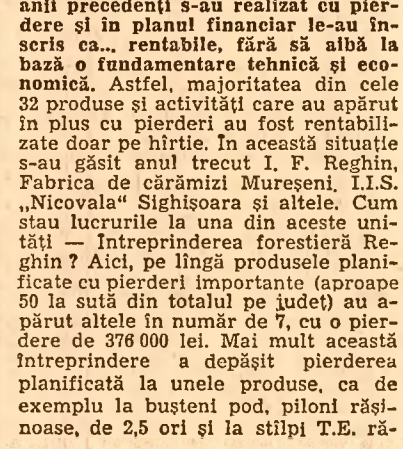 anii precedenți s-au realizat cu pier-
dere și în planul financiar le-au în-
scris ca... rentabile, fără să aibă la
bază o fundamentare tehnică și eco-
nomică. Astfel, majoritatea din cele
32 produse și activități care au apărut
în plus cu pierderi au fost rentabili-
zate doar pe hîrtie. În această situație
s-au găsit anul trecut I. F. Reghin,
Fabrica de cărămizi Mureșeni, I.I.S.
„Nicovala“ Sighișoara și altele. Cum
stau lucrurile la una din aceste uni-
tăți — Întreprinderea forestieră Re-
ghin ? Aici, pe lîngă produsele plani-
ficate cu pierderi importante (aproape
50 la sută din totalul pe județ) au a-
părut altele în număr de 7, cu o pier-
dere de 376 000 lei. Mai mult această
întreprindere a depășit pierderea
planificată la unele produse, ca de
exemplu la bușteni pod, piloni răși-
noase, de 2,5 ori și la stîlpi T.E. ră-